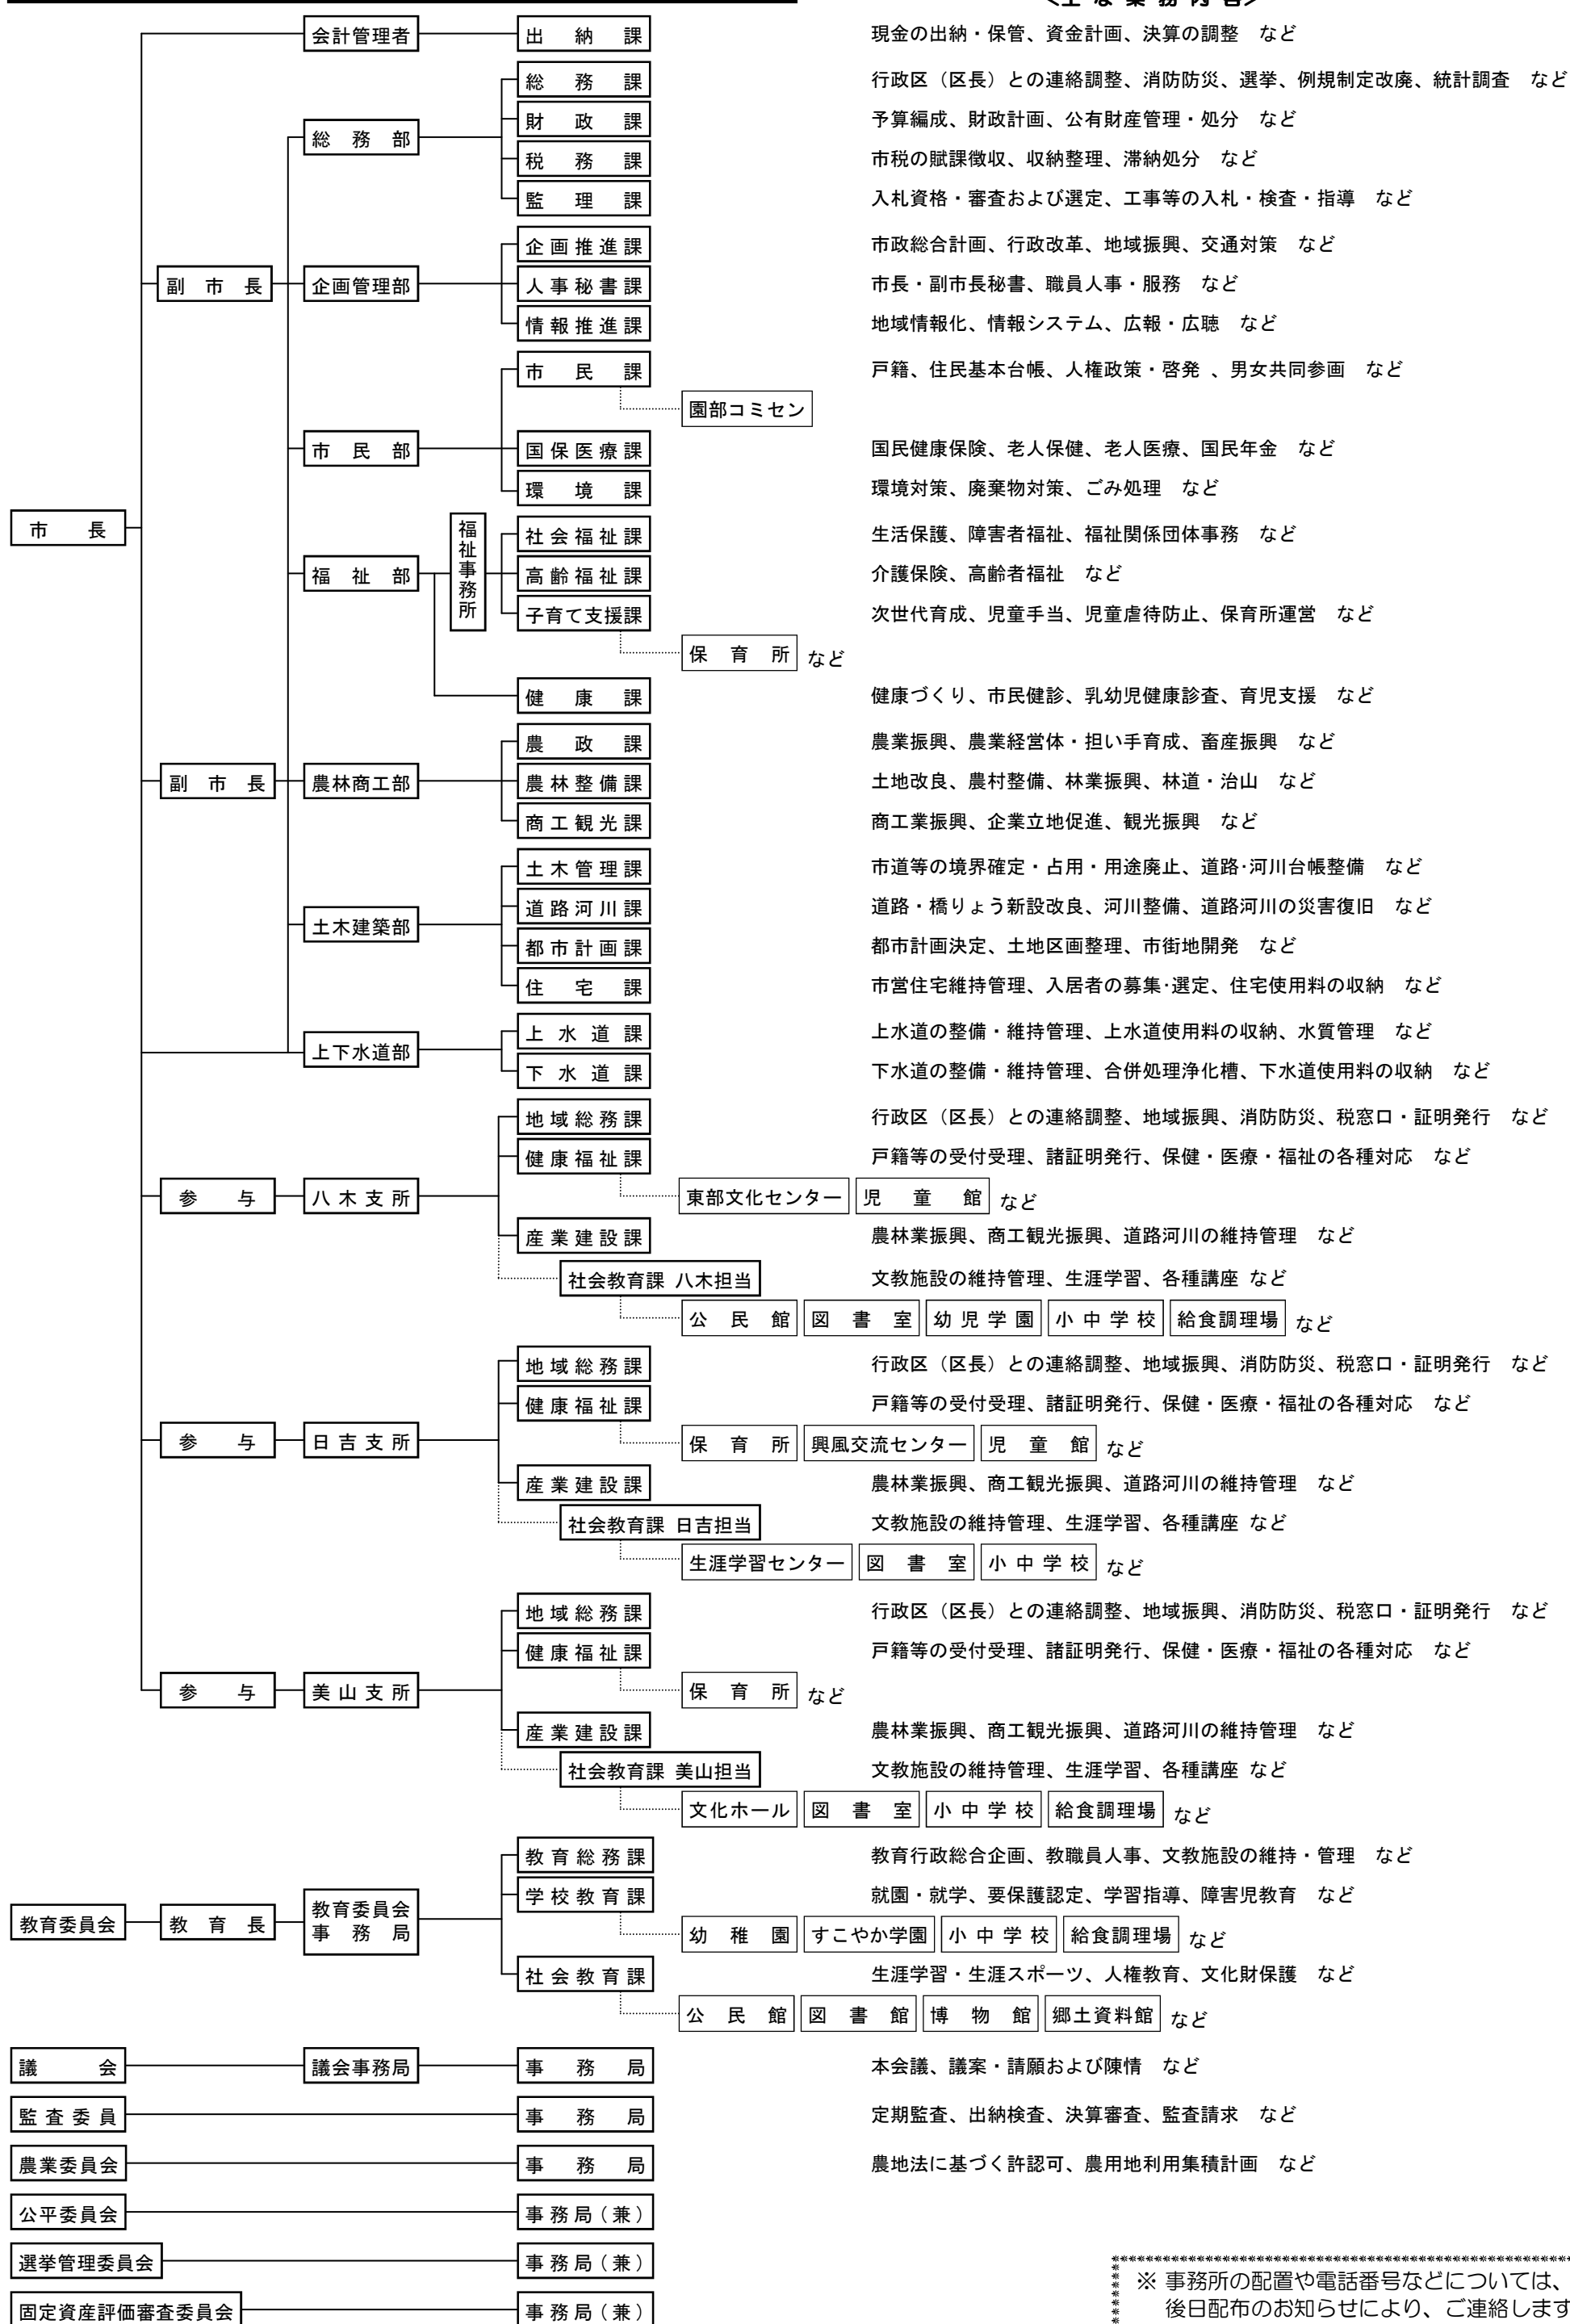 <主な業務内容>
会計管理者 出納課 現金の出納・保管、資金計画、決算の調整 など
総務課 行政区（区長）との連絡調整、消防防災、選挙、例規制定改廃、統計調査 など
財政課 予算編成、財政計画、公有財産管理・処分 など
総務部
税務課 市税の賦課徴収、収納整理、滞納処分 など
監理課 入札資格・審査および選定、工事等の入札・検査・指導 など
企画推進課 市政総合計画、行政改革、地域振興、交通対策 など
副市長 企画管理部 人事秘書課 市長・副市長秘書、職員人事・服務 など
情報推進課 地域情報化、情報システム、広報・広聴 など
市民課 戸籍、住民基本台帳、人権政策・啓発 、男女共同参画 など
園部コミセン
市民部 国保医療課 国民健康保険、老人保健、老人医療、国民年金 など
環境課 環境対策、廃棄物対策、ごみ処理 など
市長
社会福祉課 生活保護、障害者福祉、福祉関係団体事務 など
福祉部 福祉事務所 高齢福祉課 介護保険、高齢者福祉 など
子育て支援課 次世代育成、児童手当、児童虐待防止、保育所運営 など
保育所 など
健康課 健康づくり、市民健診、乳幼児健康診査、育児支援 など
農政課 農業振興、農業経営体・担い手育成、畜産振興 など
副市長 農林商工部 農林整備課 土地改良、農村整備、林業振興、林道・治山 など
商工観光課 商工業振興、企業立地促進、観光振興 など
土木管理課 市道等の境界確定・占用・用途廃止、道路･河川台帳整備 など
道路河川課 道路・橋りょう新設改良、河川整備、道路河川の災害復旧 など
土木建築部
都市計画課 都市計画決定、土地区画整理、市街地開発 など
住宅課 市営住宅維持管理、入居者の募集･選定、住宅使用料の収納 など
上水道課 上水道の整備・維持管理、上水道使用料の収納、水質管理 など
上下水道部
下水道課 下水道の整備・維持管理、合併処理浄化槽、下水道使用料の収納 など
地域総務課 行政区（区長）との連絡調整、地域振興、消防防災、税窓口・証明発行 など
健康福祉課 戸籍等の受付受理、諸証明発行、保健・医療・福祉の各種対応 など
参与 八木支所 東部文化センター 児童館 など
産業建設課 農林業振興、商工観光振興、道路河川の維持管理 など
社会教育課 八木担当 文教施設の維持管理、生涯学習、各種講座 など
公民館 図書室 幼児学園 小中学校 給食調理場 など
地域総務課 行政区（区長）との連絡調整、地域振興、消防防災、税窓口・証明発行 など
健康福祉課 戸籍等の受付受理、諸証明発行、保健・医療・福祉の各種対応 など
参与 日吉支所 保育所 興風交流センター 児童館 など
産業建設課 農林業振興、商工観光振興、道路河川の維持管理 など
社会教育課 日吉担当 文教施設の維持管理、生涯学習、各種講座 など
生涯学習センター 図書室 小中学校 など
地域総務課 行政区（区長）との連絡調整、地域振興、消防防災、税窓口・証明発行 など
健康福祉課 戸籍等の受付受理、諸証明発行、保健・医療・福祉の各種対応 など
参与 美山支所 保育所 など
産業建設課 農林業振興、商工観光振興、道路河川の維持管理 など
社会教育課 美山担当 文教施設の維持管理、生涯学習、各種講座 など
文化ホール 図書室 小中学校 給食調理場 など
教育総務課 教育行政総合企画、教職員人事、文教施設の維持・管理 など
学校教育課 就園・就学、要保護認定、学習指導、障害児教育 など
教育委員会 教育長 教育委員会事務局
幼稚園 すこやか学園 小中学校 給食調理場 など
社会教育課 生涯学習・生涯スポーツ、人権教育、文化財保護 など
公民館 図書館 博物館 郷土資料館 など
議会 議会事務局 事務局 本会議、議案・請願および陳情 など
監査委員 事務局 定期監査、出納検査、決算審査、監査請求 など
農業委員会 事務局 農地法に基づく許認可、農用地利用集積計画 など
公平委員会 事務局（兼）
選挙管理委員会 事務局（兼）
固定資産評価審査委員会 事務局（兼）
※ 事務所の配置や電話番号などについては、
後日配布のお知らせにより、ご連絡します